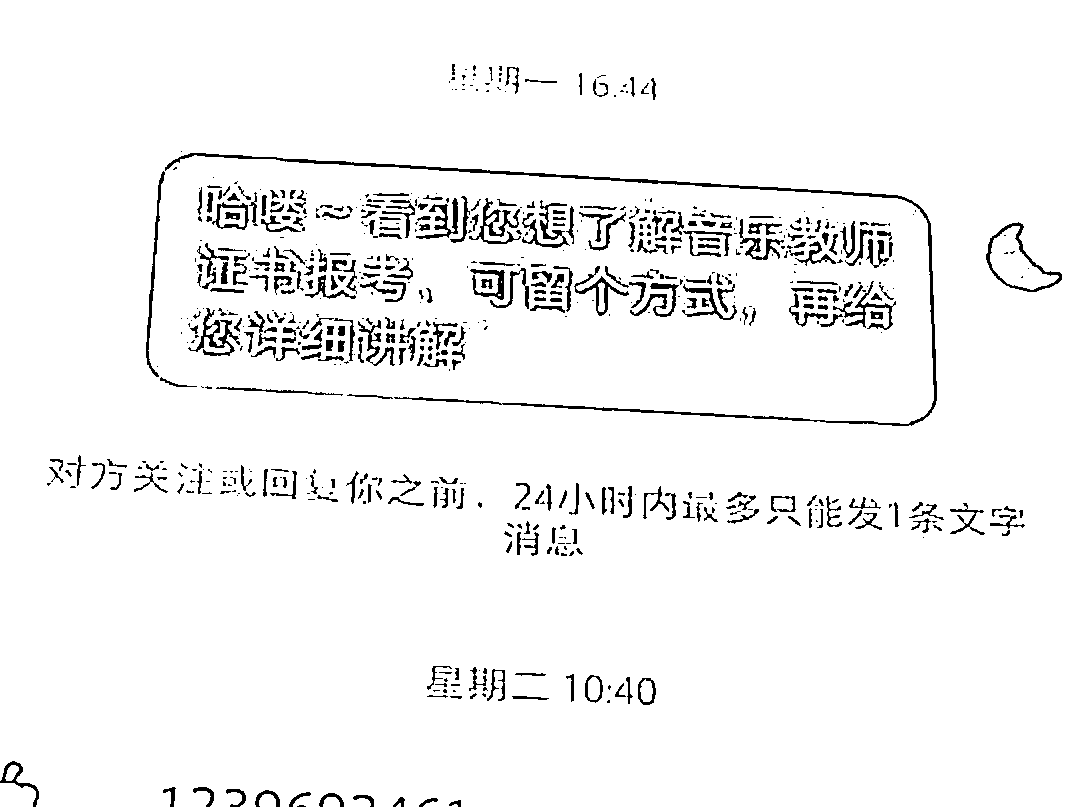 星期一 16:44
哈喽~看到您想了解音乐教师
证书报考，可留个方式，再给
您详细讲解
对方关注或回复你之前，24小时内最多只能发1条文字
消息
星期二 10:40